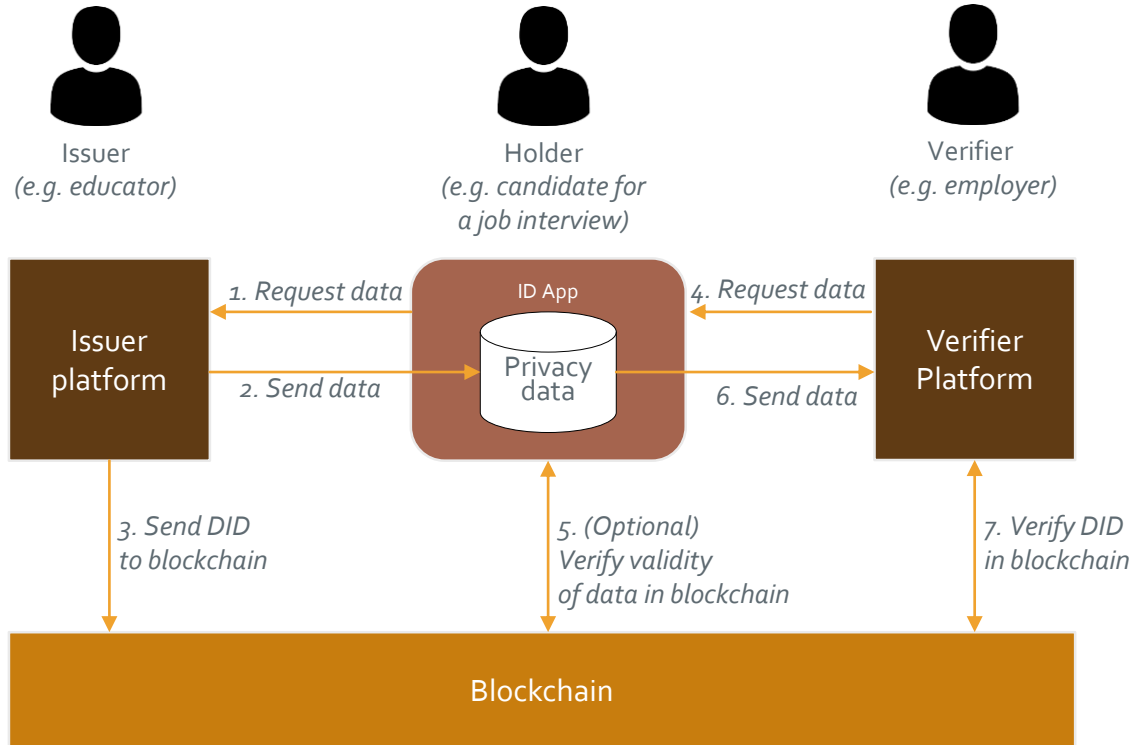 Issuer
(e.g. educator)
Holder
(e.g. candidate for
a job interview)
Verifier
(e.g. employer)
Issuer
platform
1. Request data
2. Send data
ID App
Privacy
data
4. Request data
6. Send data
Verifier
Platform
3. Send DID
to blockchain
5. (Optional)
Verify validity
of data in blockchain
7. Verify DID
in blockchain
Blockchain